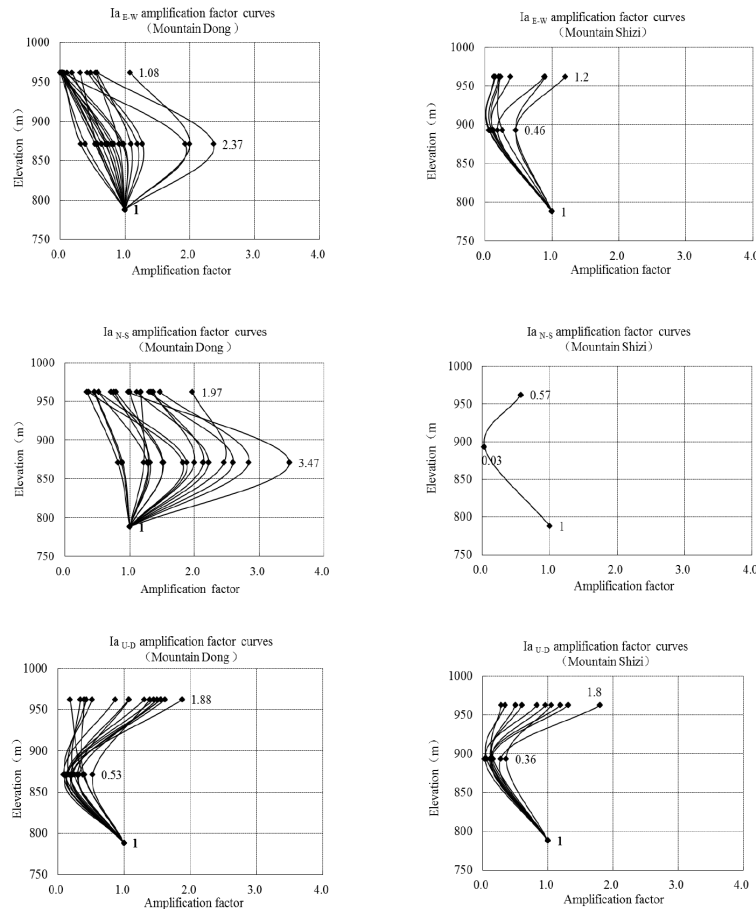 Ia E-W amplification factor curves
（Mountain Dong）
1000
950
900
850
800
750
Elevation（m）
1.08
2.37
1
0.0 1.0 2.0 3.0 4.0
Amplification factor
Ia E-W amplification factor curves
（Mountain Shizi）
1000
950
900
850
800
750
Elevation（m）
1.2
0.46
1
0.0 1.0 2.0 3.0 4.0
Amplification factor
Ia N-S amplification factor curves
（Mountain Dong）
1000
950
900
850
800
750
Elevation（m）
1.97
3.47
1
0.0 1.0 2.0 3.0 4.0
Amplification factor
Ia N-S amplification factor curves
（Mountain Shizi）
1000
950
900
850
800
750
Elevation（m
0.57
0.03
1
0.0 1.0 2.0 3.0 4.0
Amplification factor
Ia U-D amplification factor curves
（Mountain Dong）
1000
950
900
850
800
750
Elevation（m）
1.88
0.53
1
0.0 1.0 2.0 3.0 4.0
Amplification factor
Ia U-D amplification factor curves
（Mountain Shizi）
1000
950
900
850
800
750
Elevation（m）
1.8
0.36
1
0.0 1.0 2.0 3.0 4.0
Amplification factor